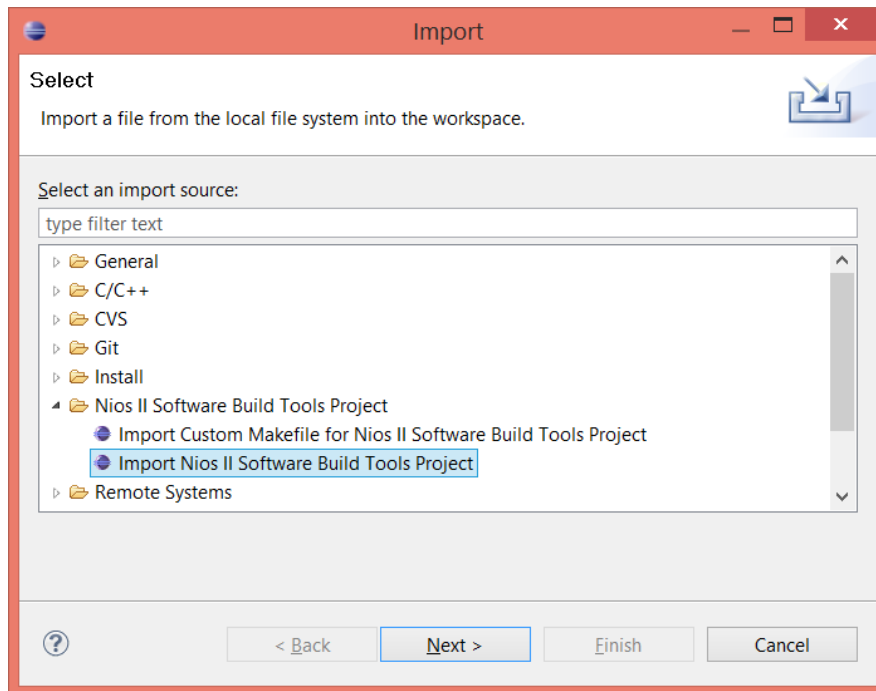 Import
Select
Import a file from the local file system into the workspace.
Select an import source:
type filter text
General
C/C++
CVS
Git
Install
Nios II Software Build Tools Project
Import Custom Makefile for Nios II Software Build Tools Project
Import Nios II Software Build Tools Project
Remote Systems
< Back Next > Finish Cancel